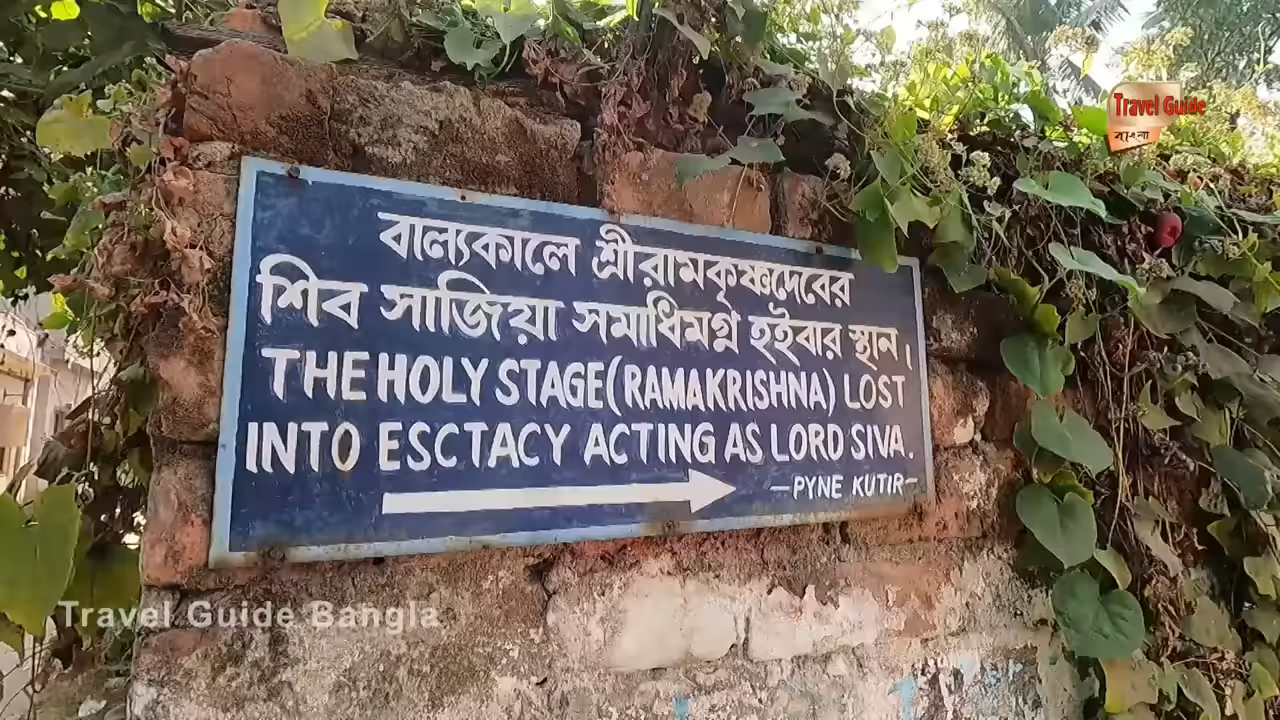 Travel Guide
বাংলা
বাল্যকালে শ্রীরামকৃষ্ণদেবের
শিব সাজিয়া সমাধিমগ্ন হইবার স্থান।
THE HOLY STAGE(RAMAKRISHNA) LOST
INTO ESCTACY ACTING AS LORD SIVA.
—PYNE KUTIR—
Travel Guide Bangla